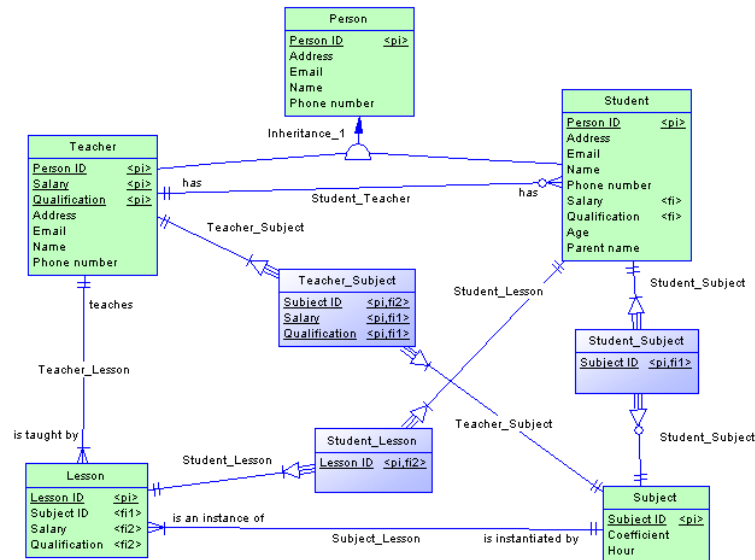 Person
Person ID <pi>
Address
Email
Name
Phone number
Inheritance_1
Student
Person ID <pi>
Address
Email
Name
Phone number
Salary <fi>
Qualification <fi>
Age
Parent name
Teacher
Person ID <pi>
Salary <pi>
Qualification <pi>
Address
Email
Name
Phone number
has
has
Student_Teacher
Teacher_Subject
Teacher_Subject
Subject ID <pi,fi2>
Salary <pi,fi1>
Qualification <pi,fi1>
Student_Lesson
Student_Subject
Student_Subject
Subject ID <pi,fi1>
Student_Subject
teaches
Teacher_Lesson
is taught by
Teacher_Subject
Student_Lesson
Lesson ID <pi,fi2>
Student_Lesson
Lesson
Lesson ID <pi>
Subject ID <fi1>
Salary <fi2>
Qualification <fi2>
is an instance of
Subject_Lesson
is instantiated by
Subject
Subject ID <pi>
Coefficient
Hour